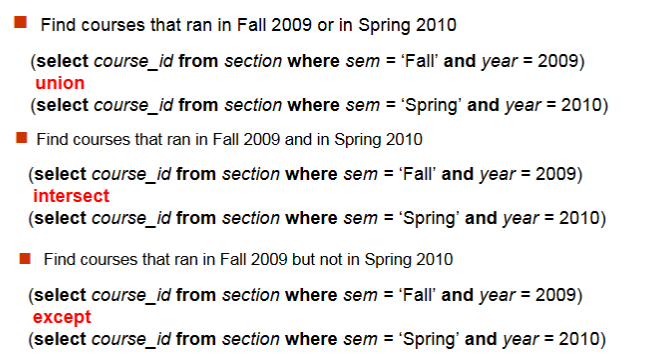 Find courses that ran in Fall 2009 or in Spring 2010
(select course_id from section where sem = ‘Fall’ and year = 2009)
union
(select course_id from section where sem = ‘Spring’ and year = 2010)
Find courses that ran in Fall 2009 and in Spring 2010
(select course_id from section where sem = ‘Fall’ and year = 2009)
intersect
(select course_id from section where sem = ‘Spring’ and year = 2010)
Find courses that ran in Fall 2009 but not in Spring 2010
(select course_id from section where sem = ‘Fall’ and year = 2009)
except
(select course_id from section where sem = ‘Spring’ and year = 2010)